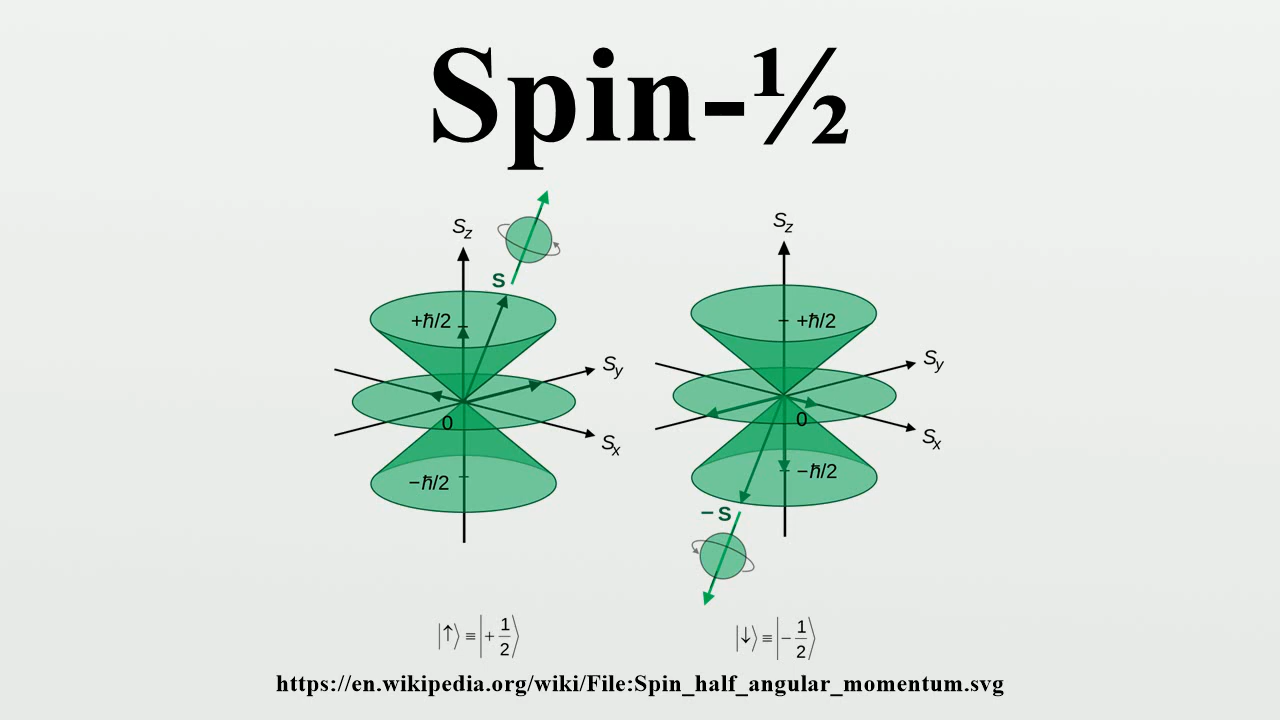 Spin-½
S_z
S
+ħ/2
S_y
0
S_x
−ħ/2
S_z
+ħ/2
S_y
0
S_x
−ħ/2
−S
|↑⟩ ≡ |+ 1/2⟩
|↓⟩ ≡ |− 1/2⟩
https://en.wikipedia.org/wiki/File:Spin_half_angular_momentum.svg